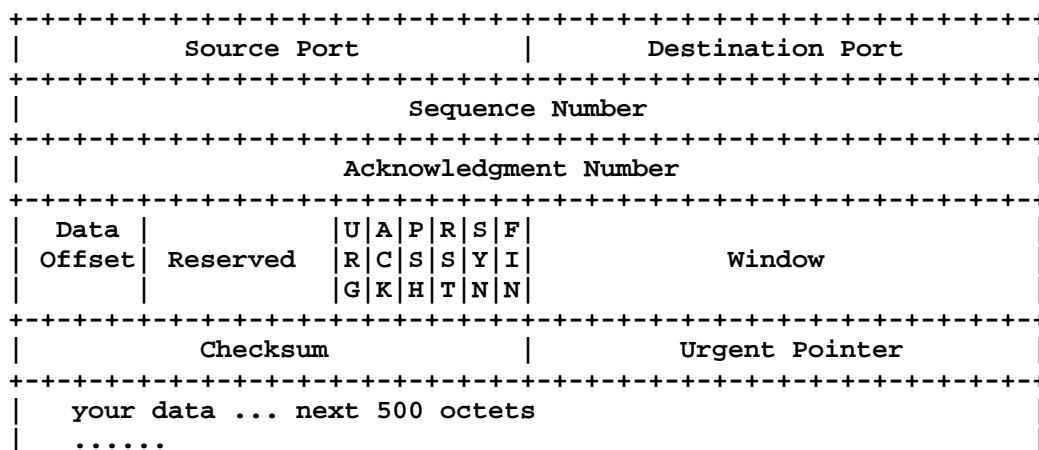 +-+-+-+-+-+-+-+-+-+-+-+-+-+-+-+-+-+-+-+-+-+-+-+-+-+-+-+-+-+-+-+-+
|          Source Port          |       Destination Port        |
+-+-+-+-+-+-+-+-+-+-+-+-+-+-+-+-+-+-+-+-+-+-+-+-+-+-+-+-+-+-+-+-+
|                        Sequence Number                        |
+-+-+-+-+-+-+-+-+-+-+-+-+-+-+-+-+-+-+-+-+-+-+-+-+-+-+-+-+-+-+-+-+
|                    Acknowledgment Number                      |
+-+-+-+-+-+-+-+-+-+-+-+-+-+-+-+-+-+-+-+-+-+-+-+-+-+-+-+-+-+-+-+-+
|  Data |           |U|A|P|R|S|F|                               |
| Offset| Reserved  |R|C|S|S|Y|I|            Window             |
|       |           |G|K|H|T|N|N|                               |
+-+-+-+-+-+-+-+-+-+-+-+-+-+-+-+-+-+-+-+-+-+-+-+-+-+-+-+-+-+-+-+-+
|           Checksum            |         Urgent Pointer        |
+-+-+-+-+-+-+-+-+-+-+-+-+-+-+-+-+-+-+-+-+-+-+-+-+-+-+-+-+-+-+-+-+
|   your data ... next 500 octets                               |
|   ......                                                      |